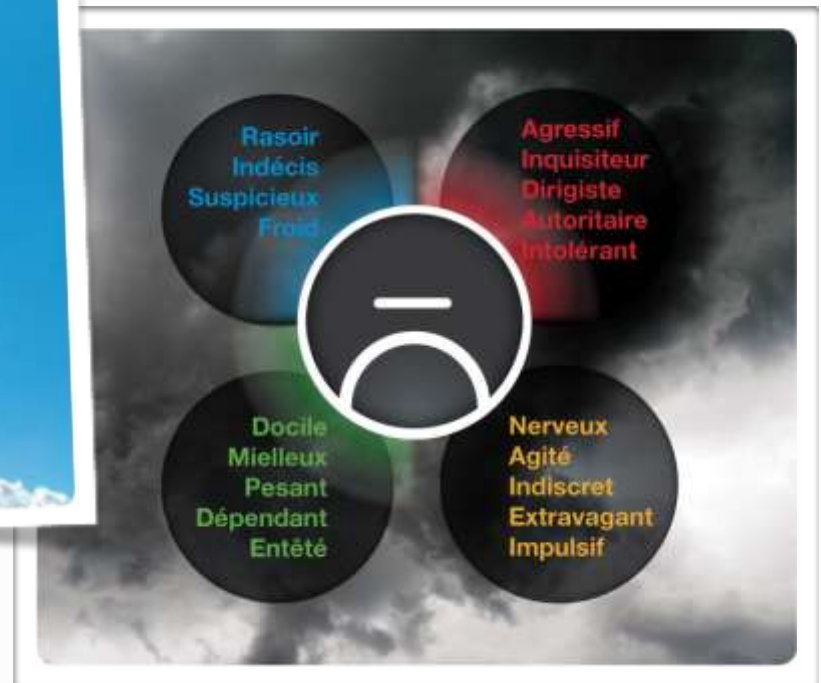 Rasoir
Indécis
Suspicieux
Froid
Agressif
Inquisiteur
Dirigiste
Autoritaire
Intolérant
Docile
Mielleux
Pesant
Dépendant
Entêté
Nerveux
Agité
Indiscret
Extravagant
Impulsif